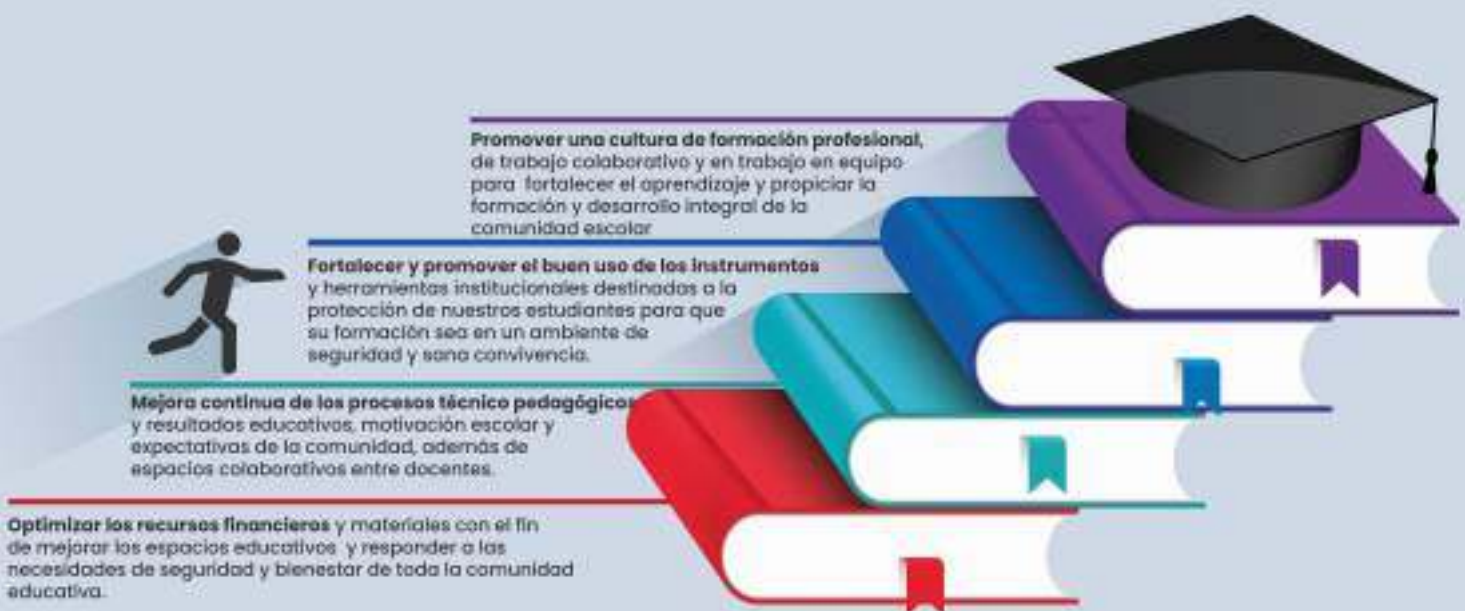 Promover una cultura de formación profesional,
de trabajo colaborativo y en trabajo en equipo
para fortalecer el aprendizaje y propiciar la
formación y desarrollo integral de la
comunidad escolar
Fortalecer y promover el buen uso de los instrumentos
y herramientas institucionales destinados a la
protección de nuestros estudiantes para que
su formación sea en un ambiente de
seguridad y sana convivencia.
Mejora continua de los procesos técnico pedagógicos
y resultados educativos, motivación escolar y
expectativas de la comunidad, además de
espacios colaborativos entre docentes.
Optimizar los recursos financieros y materiales con el fin
de mejorar los espacios educativos y responder a las
necesidades de seguridad y bienestar de toda la comunidad
educativa.